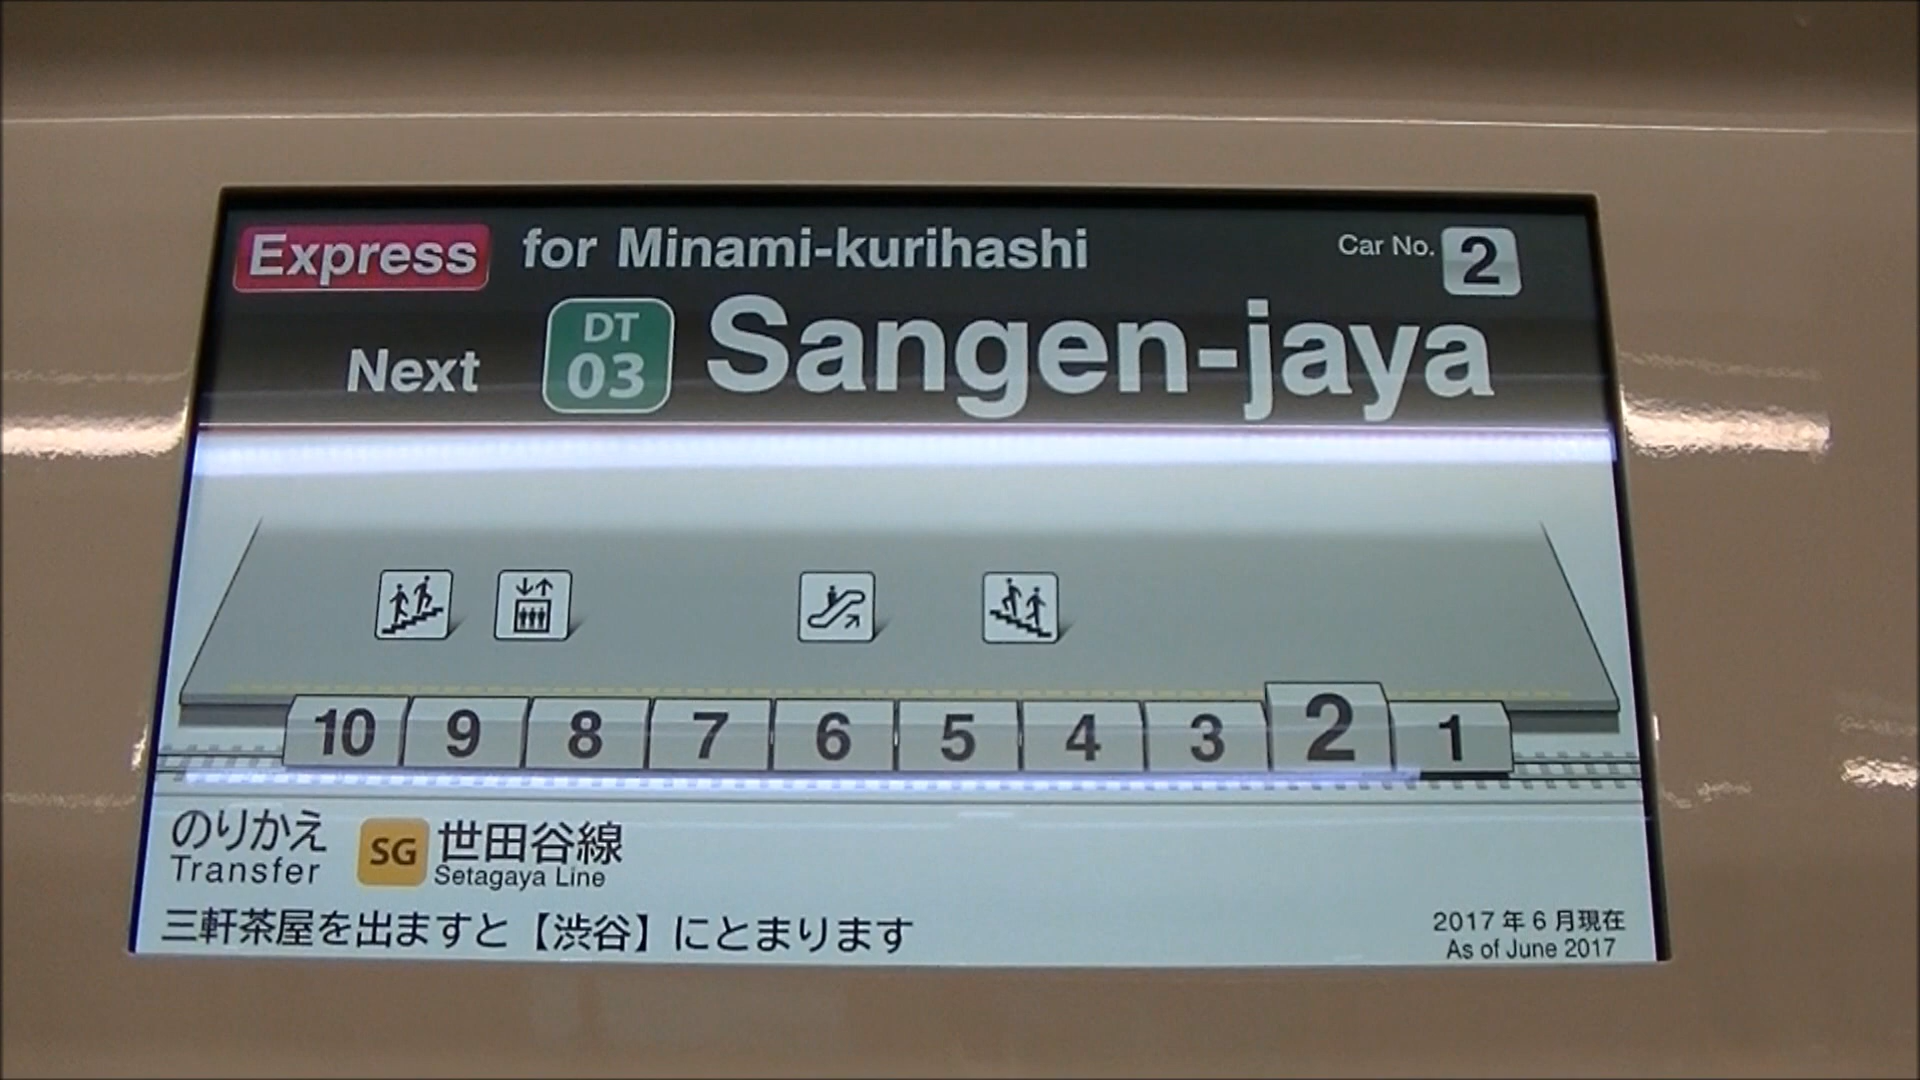 Express for Minami-kurihashi Car No. 2
Next DT 03 Sangen-jaya
10 9 8 7 6 5 4 3 2 1
のりかえ SG 世田谷線
Transfer Setagaya Line
三軒茶屋を出ますと【渋谷】にとまります
2017年6月現在
As of June 2017